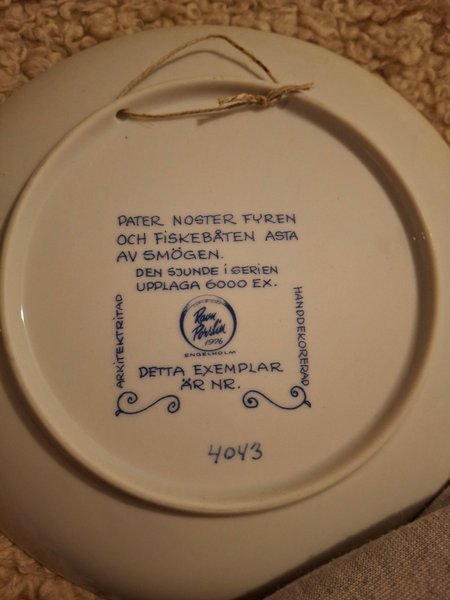 PATER NOSTER FYREN
OCH FISKEBÅTEN ASTA
AV SMÖGEN.
DEN SJUNDE I SERIEN
UPPLAGA 6000 EX.
ARKITEKTRITAD
Ravn
Porslin
1976
ENGELHOLM
HANDDEKORERAD
DETTA EXEMPLAR
ÄR NR.
4043